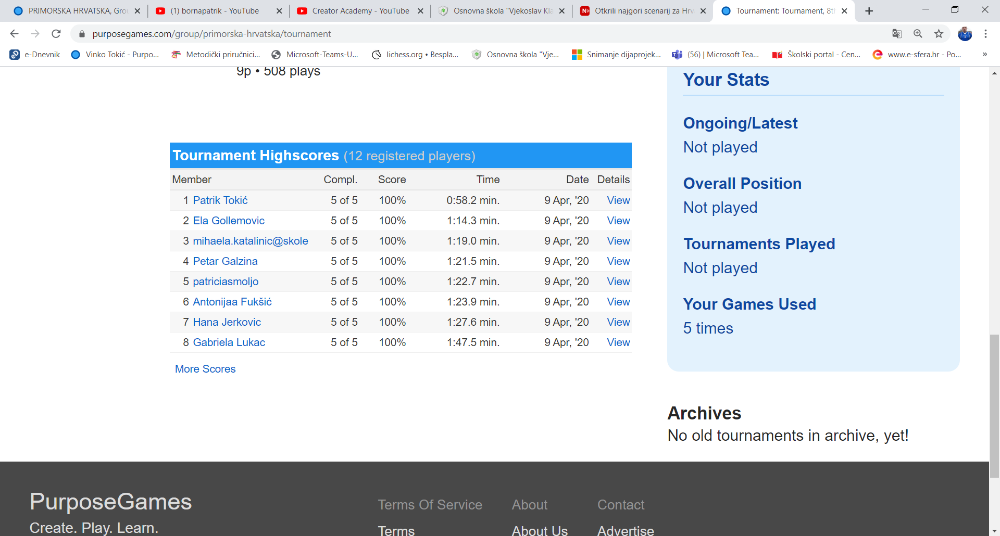 PRIMORSKA HRVATSKA, Gro
(1) bornapatrik - YouTube
Creator Academy - YouTube
Osnovna škola "Vjekoslav Kla
Otkrili najgori scenarij za Hrv
Tournament: Tournament, 8th
purposegames.com/group/primorska-hrvatska/tournament
e-Dnevnik
Vinko Tokić - Purpo...
Metodički priručnici...
Microsoft-Teams-U...
lichess.org • Bespla...
Osnovna škola "Vje...
Snimanje dijaprojek...
(56) | Microsoft Tea...
Školski portal - Cen...
www.e-sfera.hr - Po...
»
9p • 508 plays
Tournament Highscores (12 registered players)
Member Compl. Score Time Date Details
1 Patrik Tokić 5 of 5 100% 0:58.2 min. 9 Apr, '20 View
2 Ela Gollemovic 5 of 5 100% 1:14.3 min. 9 Apr, '20 View
3 mihaela.katalinic@skole 5 of 5 100% 1:19.0 min. 9 Apr, '20 View
4 Petar Galzina 5 of 5 100% 1:21.5 min. 9 Apr, '20 View
5 patriciasmoljo 5 of 5 100% 1:22.7 min. 9 Apr, '20 View
6 Antonijaa Fukšić 5 of 5 100% 1:23.9 min. 9 Apr, '20 View
7 Hana Jerkovic 5 of 5 100% 1:27.6 min. 9 Apr, '20 View
8 Gabriela Lukac 5 of 5 100% 1:47.5 min. 9 Apr, '20 View
More Scores
Your Stats
Ongoing/Latest
Not played
Overall Position
Not played
Tournaments Played
Not played
Your Games Used
5 times
Archives
No old tournaments in archive, yet!
PurposeGames
Create. Play. Learn.
Terms Of Service
Terms
About
About Us
Contact
Advertise